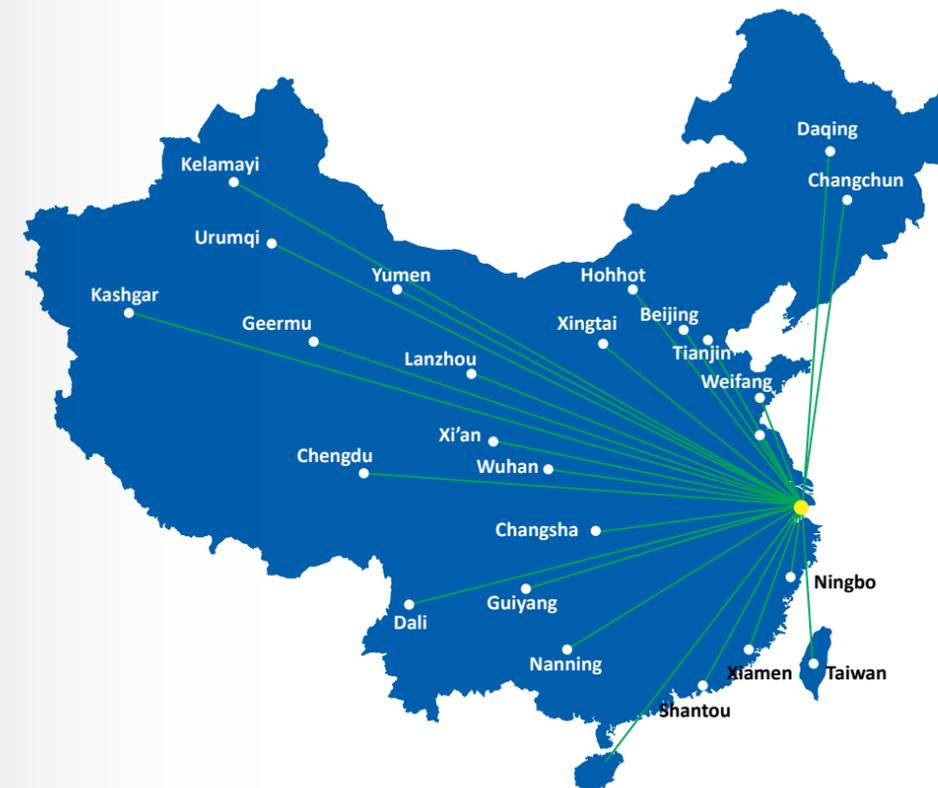 Daqing
Kelamayi
Changchun
Urumqi
Yumen
Hohhot
Kashgar
Beijing
Geermu
Xingtai
Tianjin
Lanzhou
Weifang
Xi’an
Chengdu
Wuhan
Changsha
Ningbo
Guiyang
Dali
Nanning
Xiamen
Taiwan
Shantou